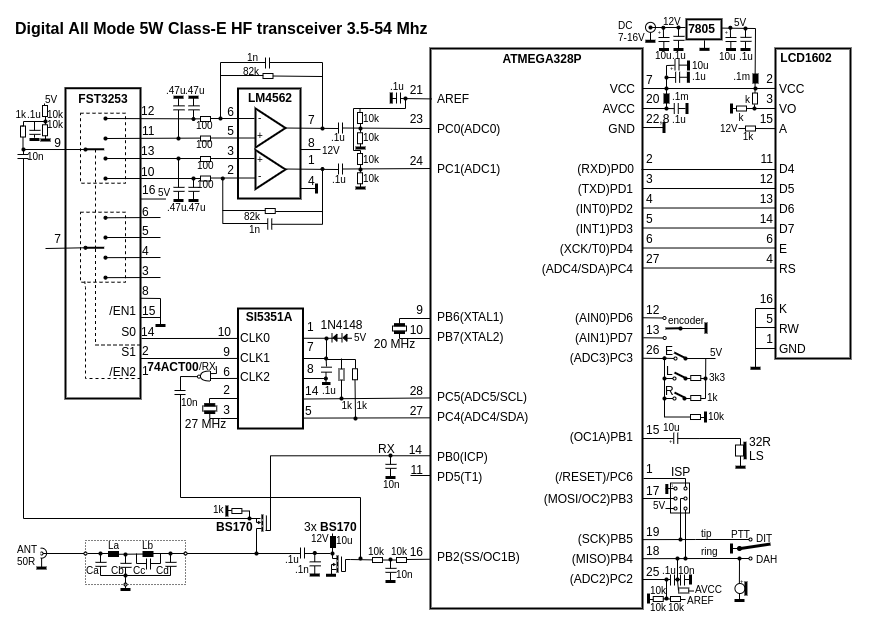 Digital All Mode 5W Class-E HF transceiver 3.5-54 Mhz
DC
7-16V
12V
7805
5V
10u .1u
10u .1u
1n
82k
.47u .47u
FST3253
5V
1k .1u 10k
10k
9
10n
12
11
13
10
16 5V
100
100
100
100
.47u .47u
6
5
3
2
LM4562
-
+
+
-
7
8 12V
1
4
.1u
.1u
82k
1n
.1u
10k
10k
10k
10k
21
23
24
ATMEGA328P
AREF
PC0(ADC0)
PC1(ADC1)
VCC
AVCC
GND
7
20
22,8
10u
.1u
.1m
.1u
.1m
k
k
12V
1k
LCD1602
2
3
15
VCC
VO
A
(RXD)PD0
(TXD)PD1
(INT0)PD2
(INT1)PD3
(XCK/T0)PD4
(ADC4/SDA)PC4
2
3
4
5
6
27
11
12
13
14
6
4
D4
D5
D6
D7
E
RS
16
5
1
K
RW
GND
7
6
5
4
3
8
15
14
2
1
/EN1
S0
S1
/EN2
SI5351A
CLK0
CLK1
CLK2
10
9
6
2
3
1
7
8
14
5
1N4148
5V
.1u
1k 1k
74ACT00/RX
10n
27 MHz
9
10
20 MHz
28
27
PB6(XTAL1)
PB7(XTAL2)
PC5(ADC5/SCL)
PC4(ADC4/SDA)
(AIN0)PD6
(AIN1)PD7
(ADC3)PC3
12
13
26
encoder
E
L
R
5V
3k3
1k
10k
RX
14
11
10n
PB0(ICP)
PD5(T1)
(OC1A)PB1
15 10u
32R
LS
(/RESET)PC6
(MOSI/OC2)PB3
1
17
ISP
5V
1k
BS170
3x BS170
12V 10u
.1u
.1n
10k 10k 16
10n
PB2(SS/OC1B)
(SCK)PB5
(MISO)PB4
(ADC2)PC2
19
18
25
tip
ring
PTT
DIT
DAH
.1u 10n
10k
10k 10k
AVCC
AREF
ANT
50R
La
Lb
Ca
Cb
Cc
Cd